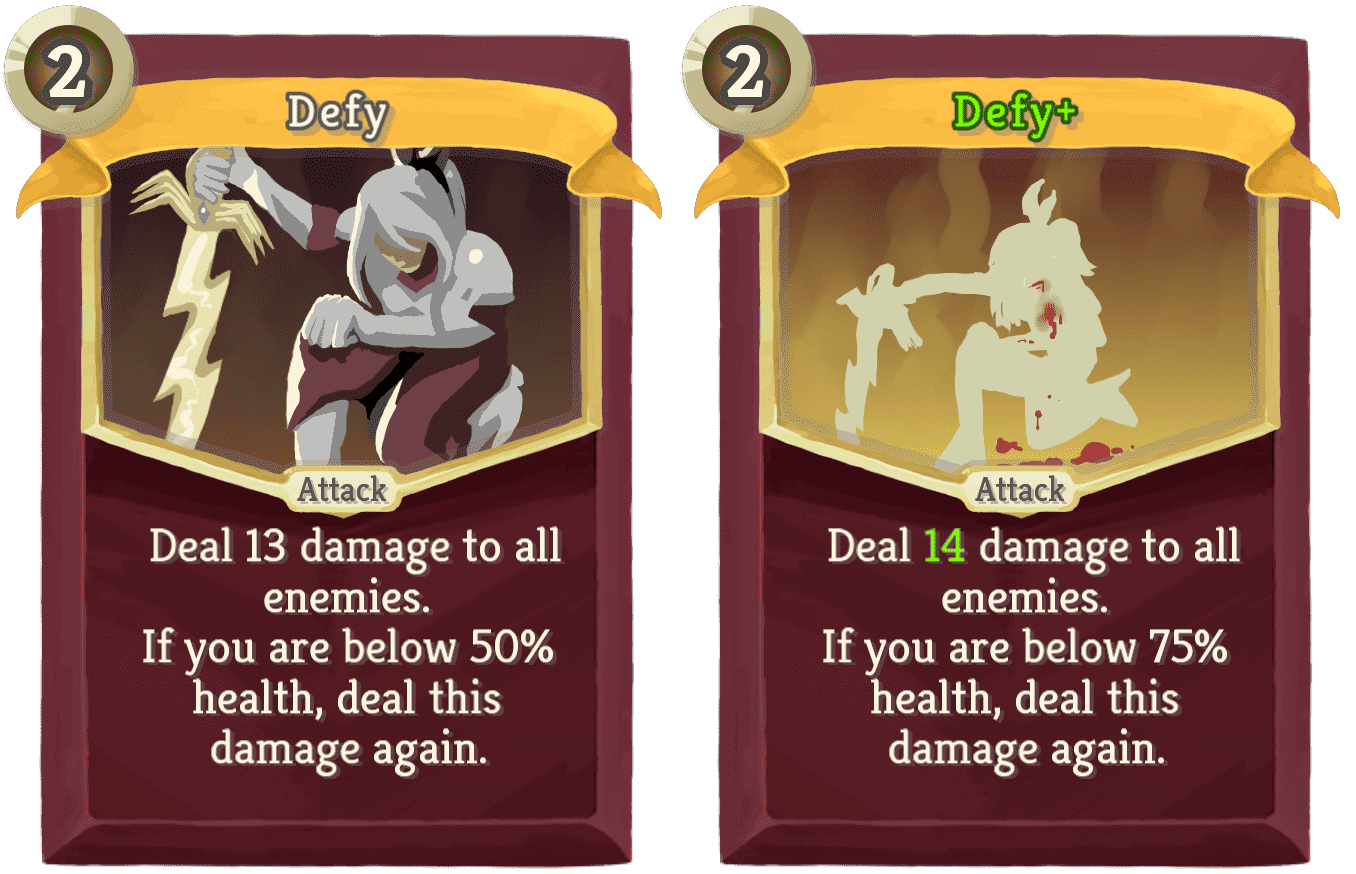 2
Defy
Attack
Deal 13 damage to all
enemies.
If you are below 50%
health, deal this
damage again.
2
Defy+
Attack
Deal 14 damage to all
enemies.
If you are below 75%
health, deal this
damage again.